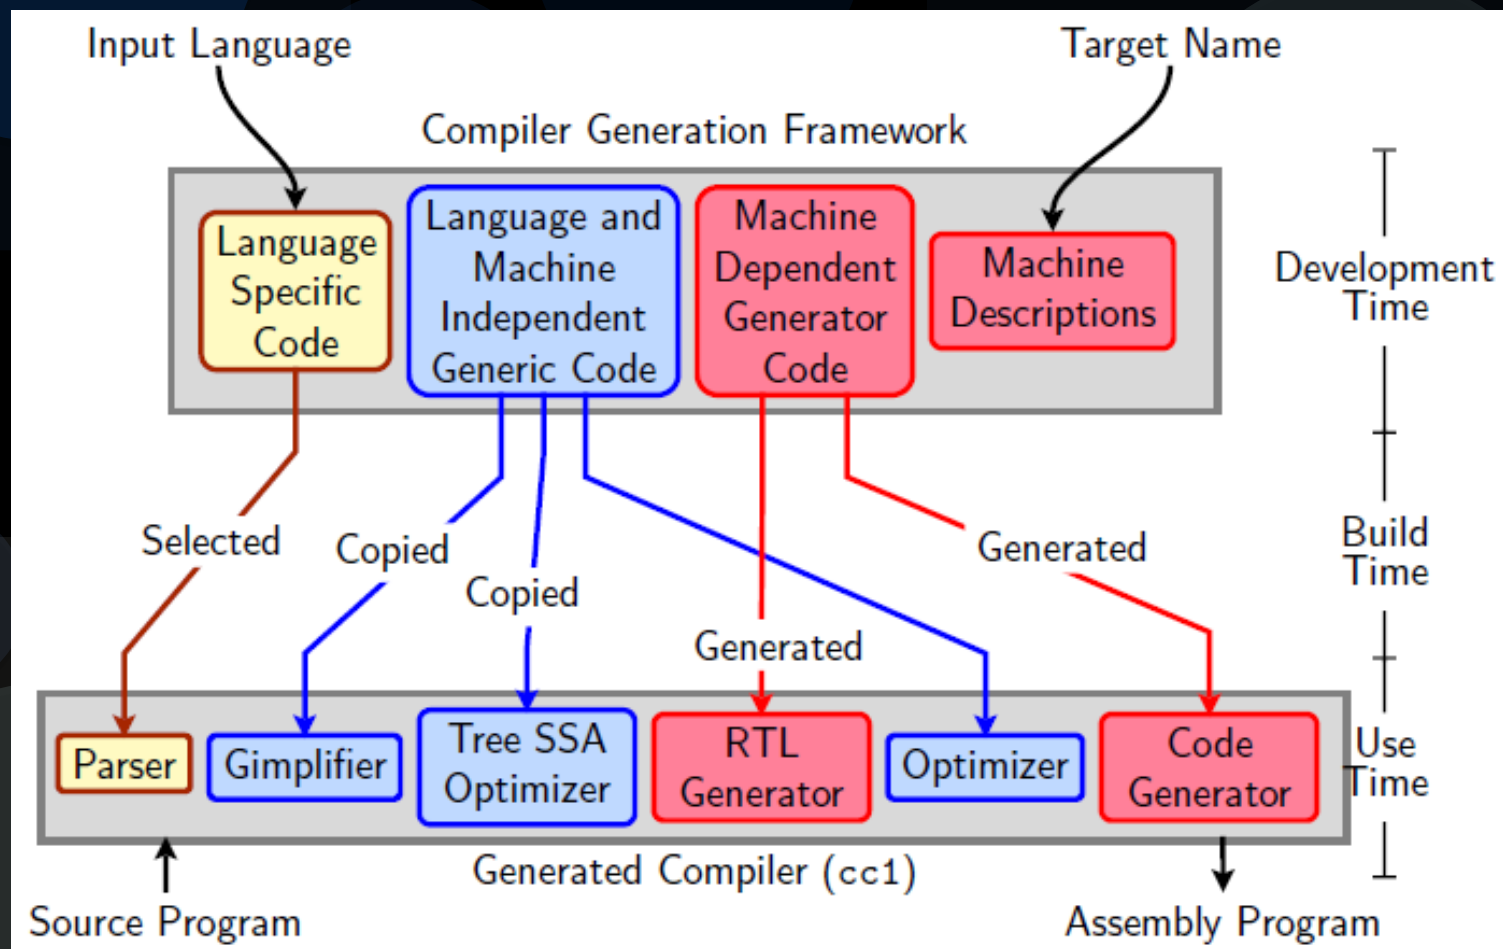 Input Language
Target Name
Compiler Generation Framework
Language
Specific
Code
Language and
Machine
Independent
Generic Code
Machine
Dependent
Generator
Code
Machine
Descriptions
Development
Time
Selected
Copied
Copied
Generated
Generated
Build
Time
Parser
Gimplifier
Tree SSA
Optimizer
RTL
Generator
Optimizer
Code
Generator
Use
Time
Generated Compiler (cc1)
Source Program
Assembly Program